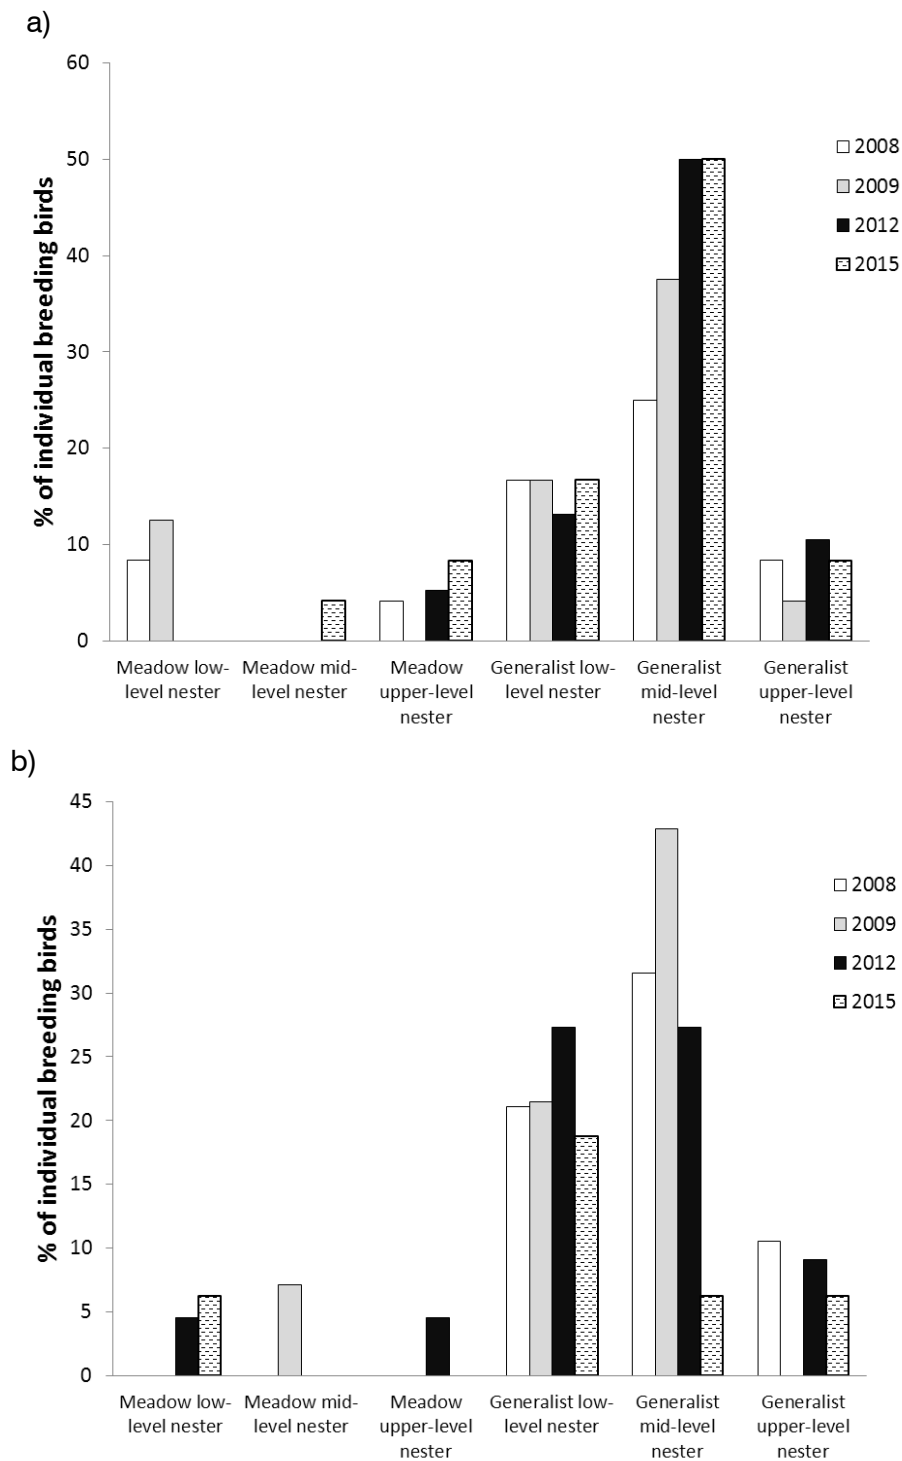 a)
% of individual breeding birds
60
50
40
30
20
10
0
2008
2009
2012
2015
Meadow low-
level nester
Meadow mid-
level nester
Meadow
upper-level
nester
Generalist low-
level nester
Generalist
mid-level
nester
Generalist
upper-level
nester
b)
% of individual breeding birds
45
40
35
30
25
20
15
10
5
0
2008
2009
2012
2015
Meadow low-
level nester
Meadow mid-
level nester
Meadow
upper-level
nester
Generalist low-
level nester
Generalist
mid-level
nester
Generalist
upper-level
nester